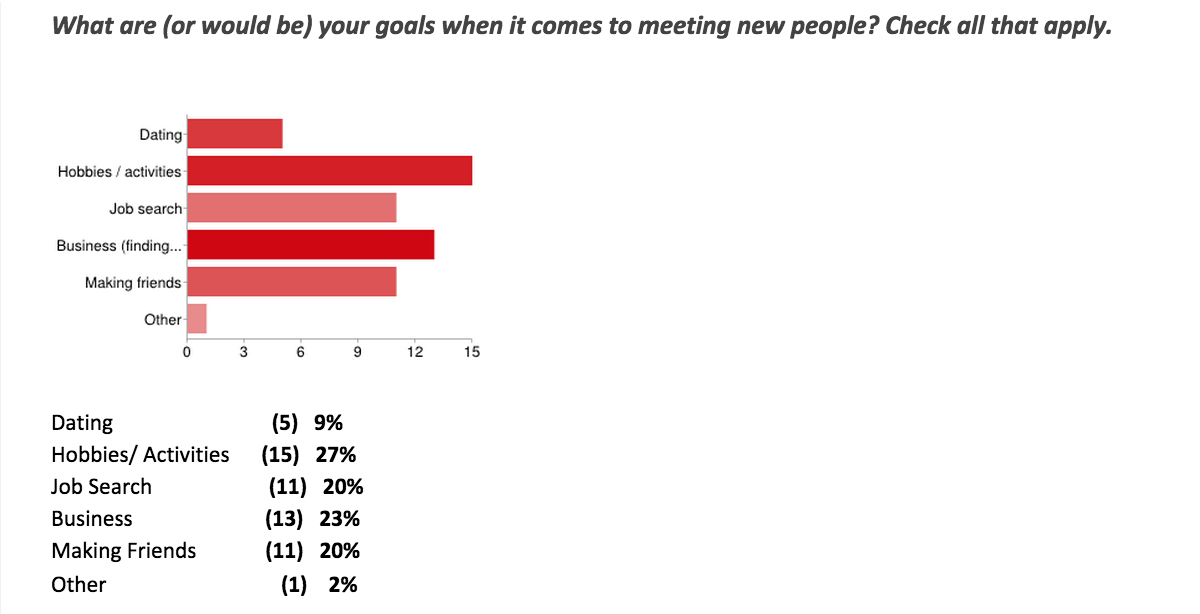 What are (or would be) your goals when it comes to meeting new people? Check all that apply.
Dating
Hobbies / activities
Job search
Business (finding...
Making friends
Other
0 3 6 9 12 15
Dating (5) 9%
Hobbies/ Activities (15) 27%
Job Search (11) 20%
Business (13) 23%
Making Friends (11) 20%
Other (1) 2%